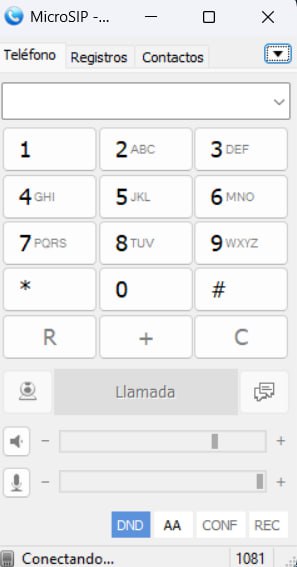 MicroSIP -...
Teléfono Registros Contactos
1 2 ABC 3 DEF
4 GHI 5 JKL 6 MNO
7 PQRS 8 TUV 9 WXYZ
* 0 #
R + C
Llamada
- +
- +
DND AA CONF REC
Conectando... 1081